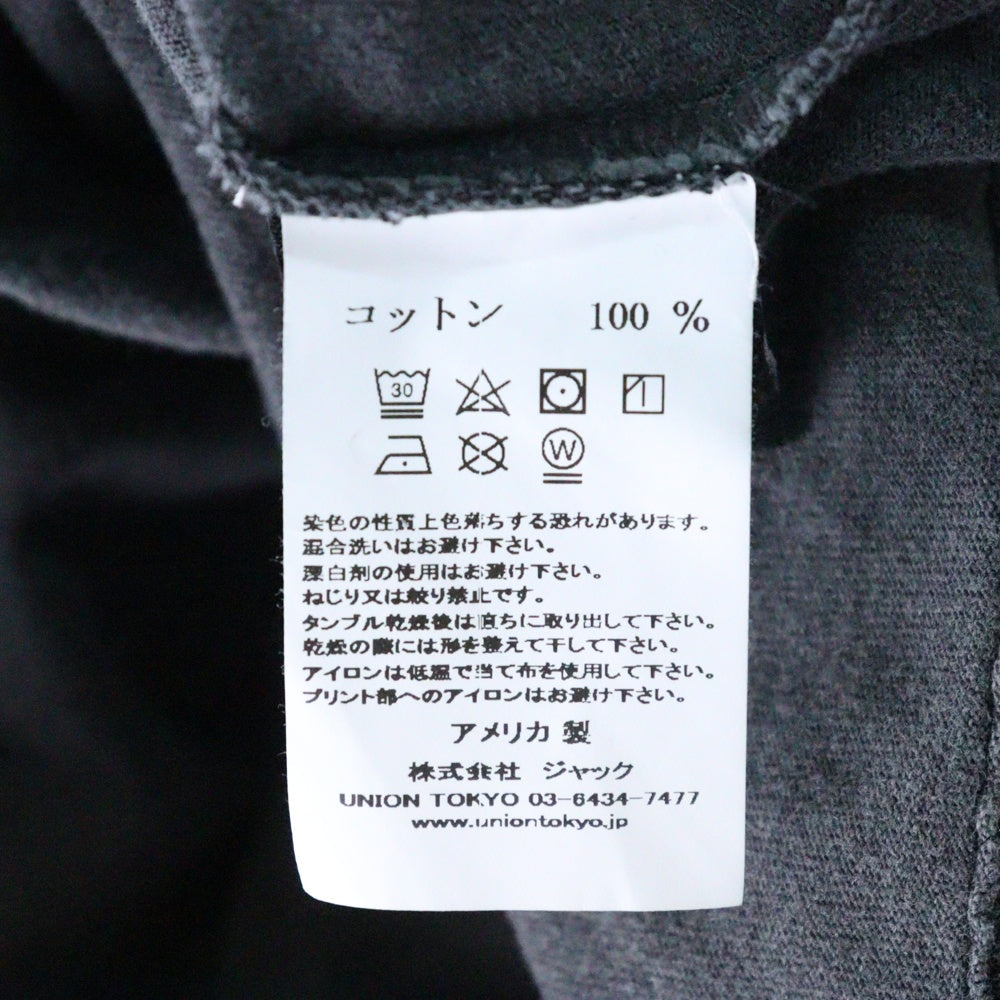 コットン 100 %
30
W
染色の性質上色落ちする恐れがあります。
混合洗いはお避け下さい。
漂白剤の使用はお避け下さい。
ねじり又は絞り禁止です。
タンブル乾燥後は直ちに取り出して下さい。
乾燥の際には形を整えて干して下さい。
アイロンは低温で当て布を使用して下さい。
プリント部へのアイロンはお避け下さい。
アメリカ 製
株式会社 ジャック
UNION TOKYO 03-6434-7477
www.uniontokyo.jp